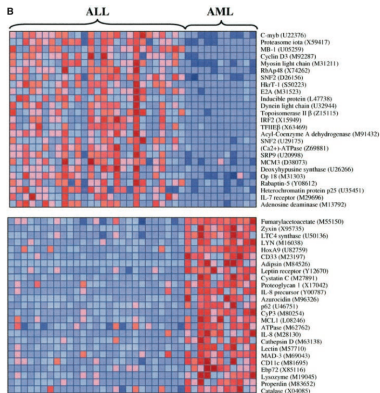 B
ALL
AML
C-myb (U22376)
Proteasome iota (X59417)
MB-1 (U05259)
Cyclin D3 (M92287)
Myosin light chain (M31211)
RbAp48 (X74262)
SNF2 (D26156)
HkrT-1 (S50223)
E2A (M31523)
Inducible protein (L47738)
Dynein light chain (U32944)
Topoisomerase II β (Z15115)
IRF2 (X15949)
TFIIEβ (X63469)
Acyl-Coenzyme A dehydrogenase (M91432)
SNF2 (U29175)
(Ca2+)-ATPase (Z69881)
SRP9 (U20998)
MCM3 (D38073)
Deoxyhypusine synthase (U26266)
Op 18 (M31303)
Rabaptin-5 (Y08612)
Heterochromatin protein p25 (U35451)
IL-7 receptor (M29696)
Adenosine deaminase (M13792)
Fumarylacetoacetate (M55150)
Zyxin (X95735)
LTC4 synthase (U50136)
LYN (M16038)
HoxA9 (U82759)
CD33 (M23197)
Adipsin (M84526)
Leptin receptor (Y12670)
Cystatin C (M27891)
Proteoglycan 1 (X17042)
IL-8 precursor (Y00787)
Azurocidin (M96326)
p62 (U46751)
CyP3 (M80254)
MCL1 (L08246)
ATPase (M62762)
IL-8 (M28130)
Cathepsin D (M63138)
Lectin (M57710)
MAD-3 (M69043)
CD11c (M81695)
Ebp72 (X85116)
Lysozyme (M19045)
Properdin (M83652)
Catalase (X04085)